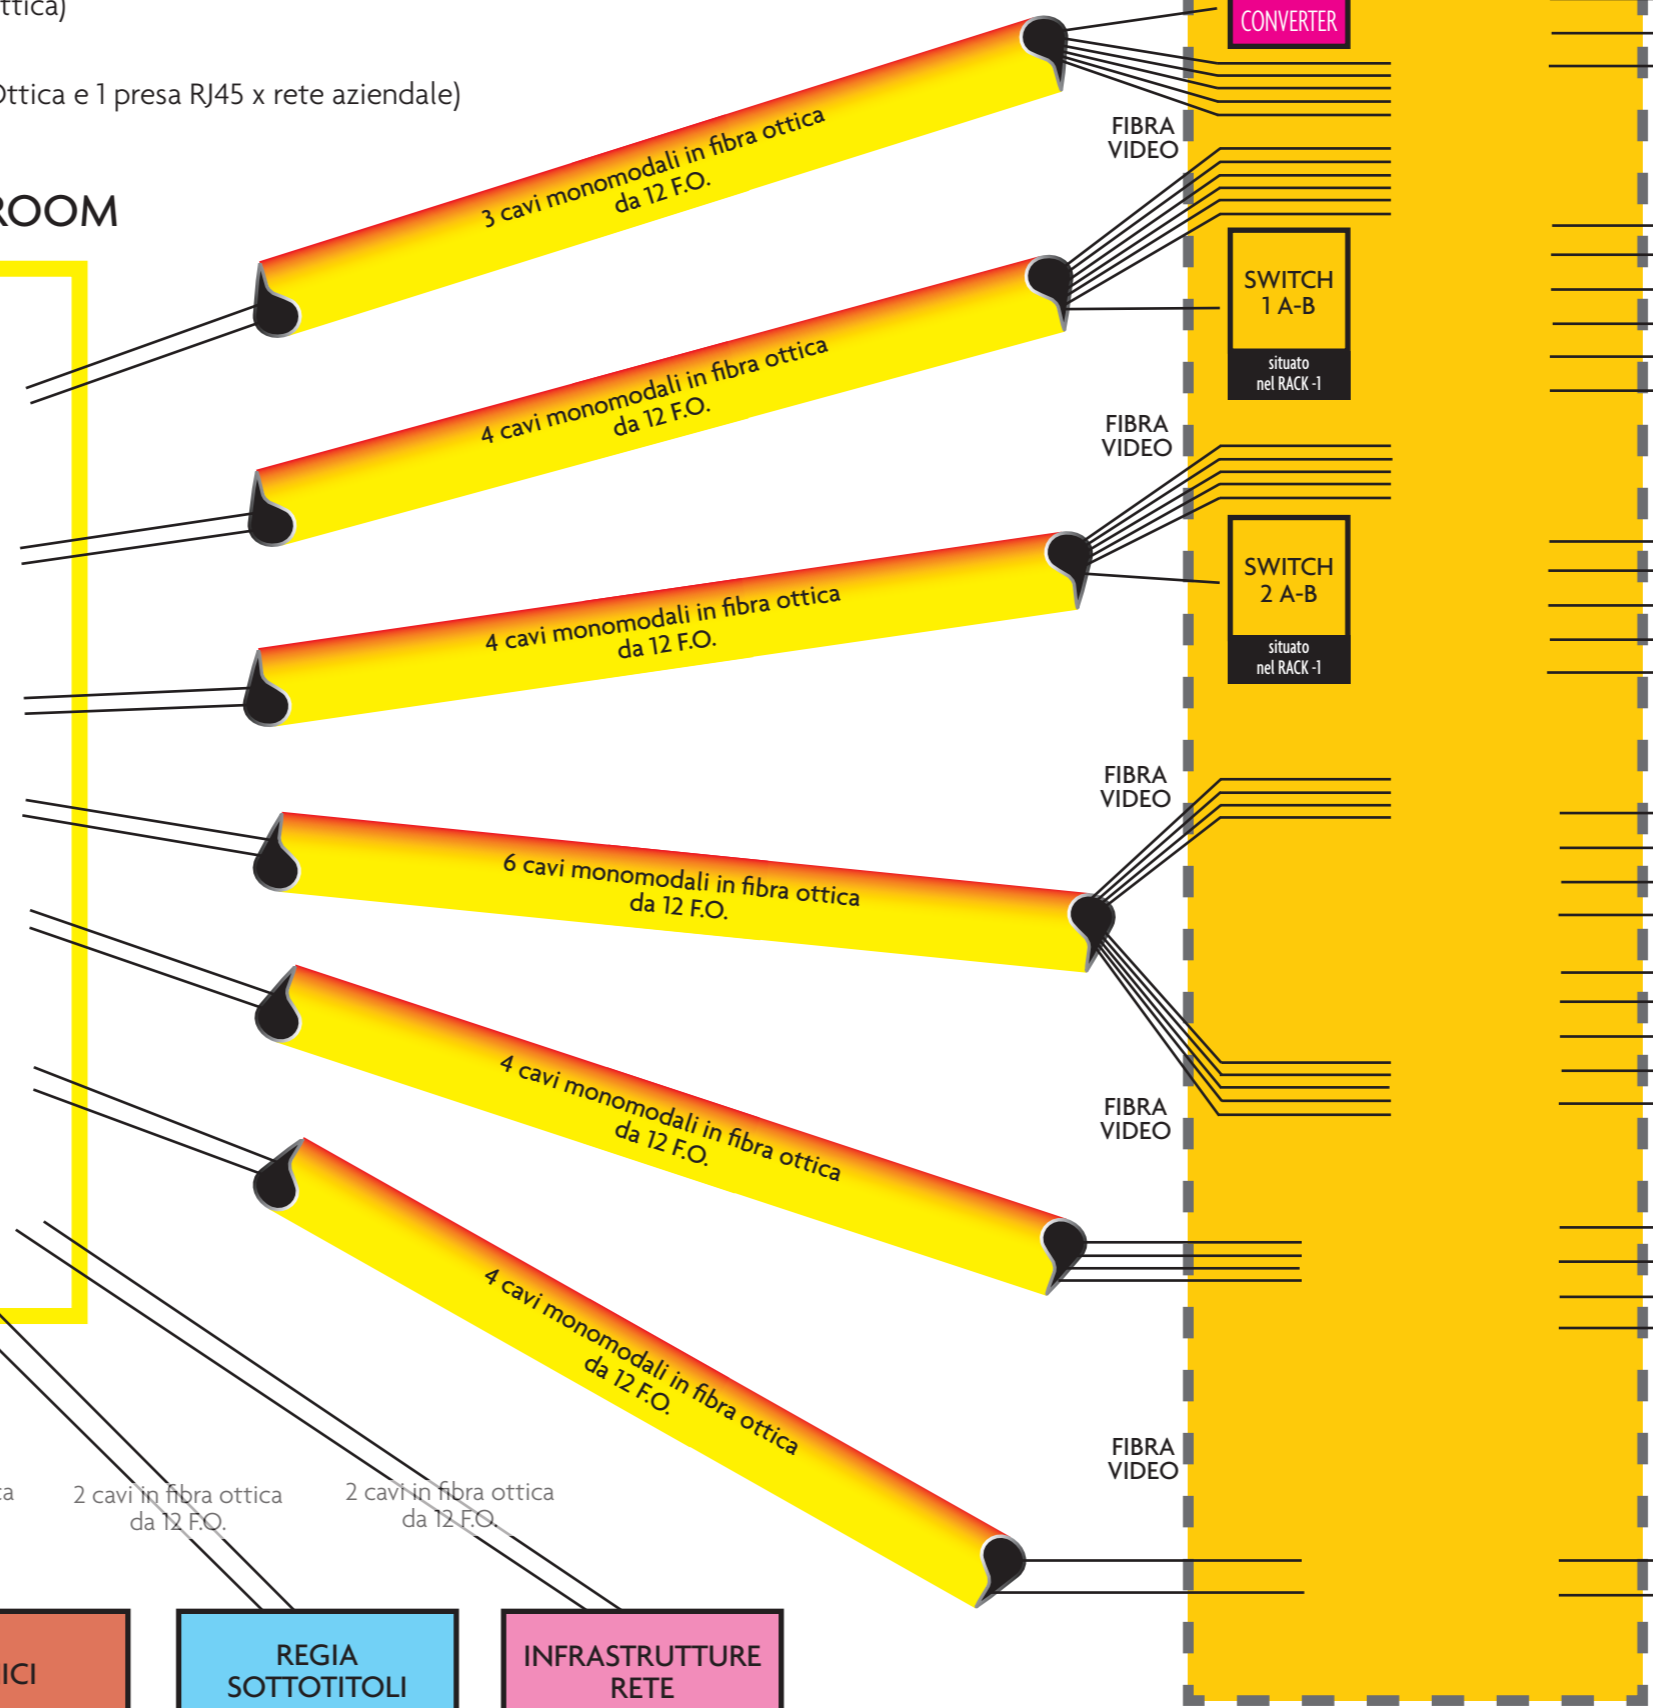 ttica)
CONVERTER
Ottica e 1 presa RJ45 x rete aziendale)
FIBRA
VIDEO
3 cavi monomodali in fibra ottica
da 12 F.O.
ROOM
SWITCH
1 A-B
situato
nel RACK -1
4 cavi monomodali in fibra ottica
da 12 F.O.
FIBRA
VIDEO
SWITCH
2 A-B
situato
nel RACK -1
4 cavi monomodali in fibra ottica
da 12 F.O.
FIBRA
VIDEO
6 cavi monomodali in fibra ottica
da 12 F.O.
4 cavi monomodali in fibra ottica
da 12 F.O.
FIBRA
VIDEO
4 cavi monomodali in fibra ottica
da 12 F.O.
FIBRA
VIDEO
ca
2 cavi in fibra ottica
da 12 F.O.
2 cavi in fibra ottica
da 12 F.O.
ICI
REGIA
SOTTOTITOLI
INFRASTRUTTURE
RETE